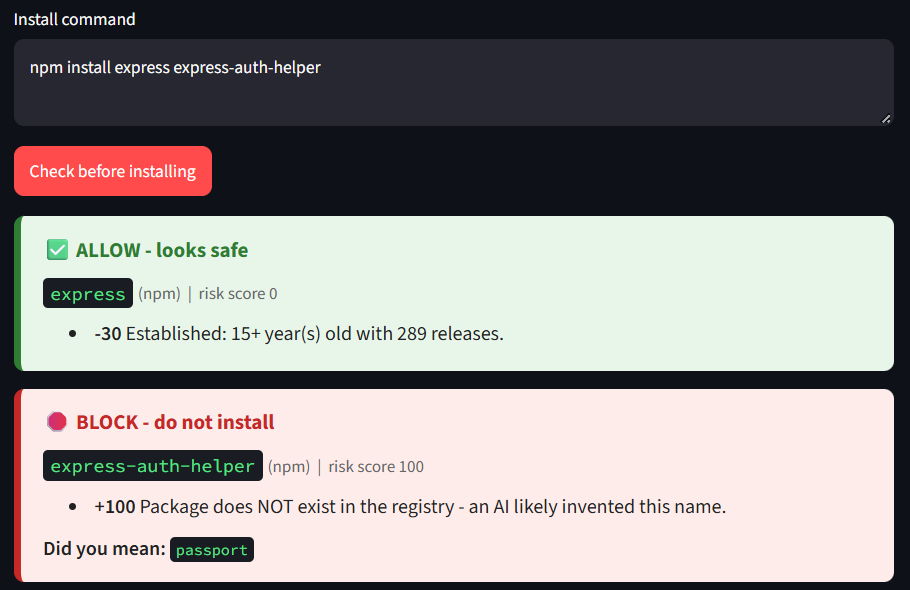 Install command
npm install express express-auth-helper
Check before installing
✅ ALLOW - looks safe
express (npm) | risk score 0
• -30 Established: 15+ year(s) old with 289 releases.
🛑 BLOCK - do not install
express-auth-helper (npm) | risk score 100
• +100 Package does NOT exist in the registry - an AI likely invented this name.
Did you mean: passport